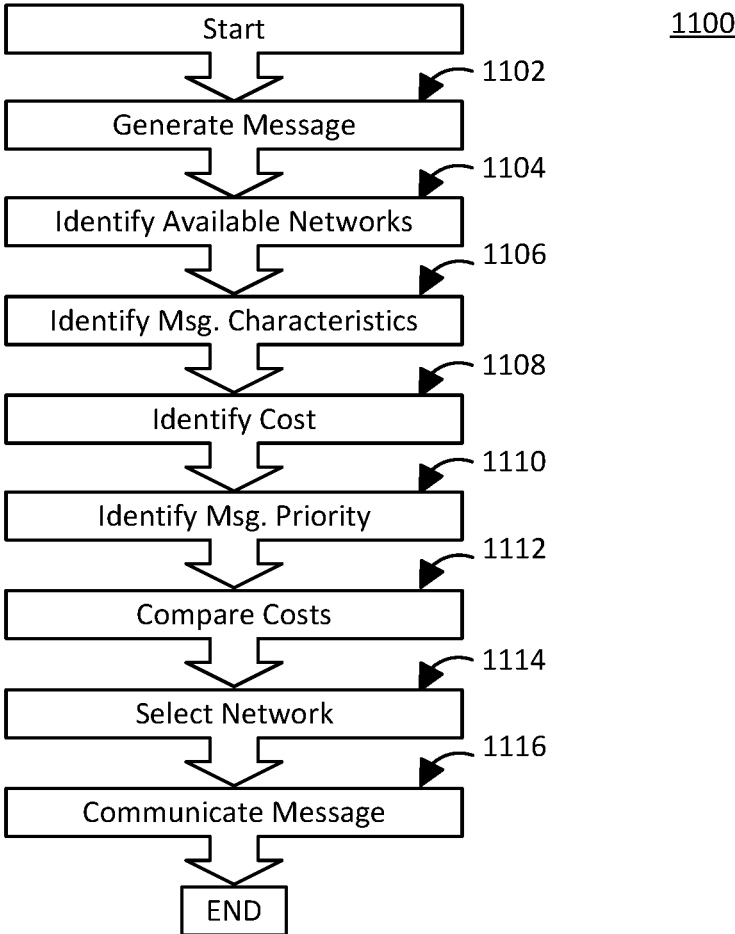 Start
1100
1102
Generate Message
1104
Identify Available Networks
1106
Identify Msg. Characteristics
1108
Identify Cost
1110
Identify Msg. Priority
1112
Compare Costs
1114
Select Network
1116
Communicate Message
END